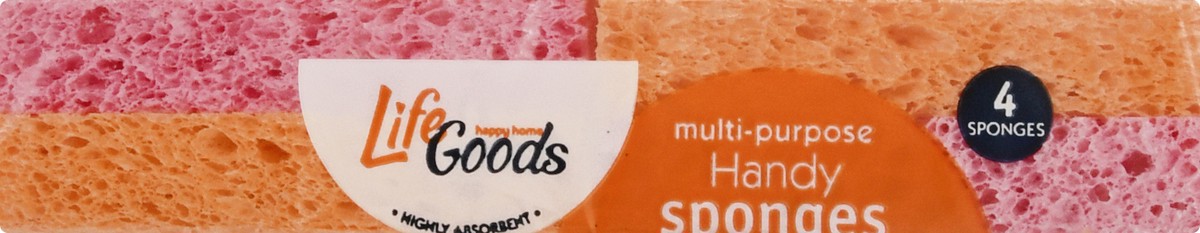 Life
happy home
Goods
• HIGHLY ABSORBENT •
multi-purpose
Handy
sponges
4
SPONGES